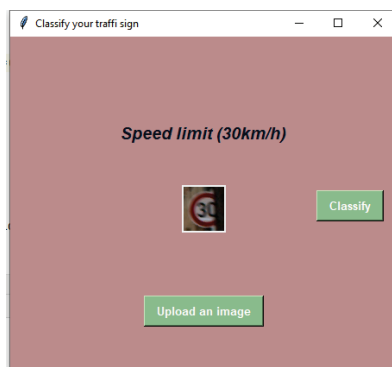 Classify your traffi sign
Speed limit (30km/h)
30
Classify
Upload an image